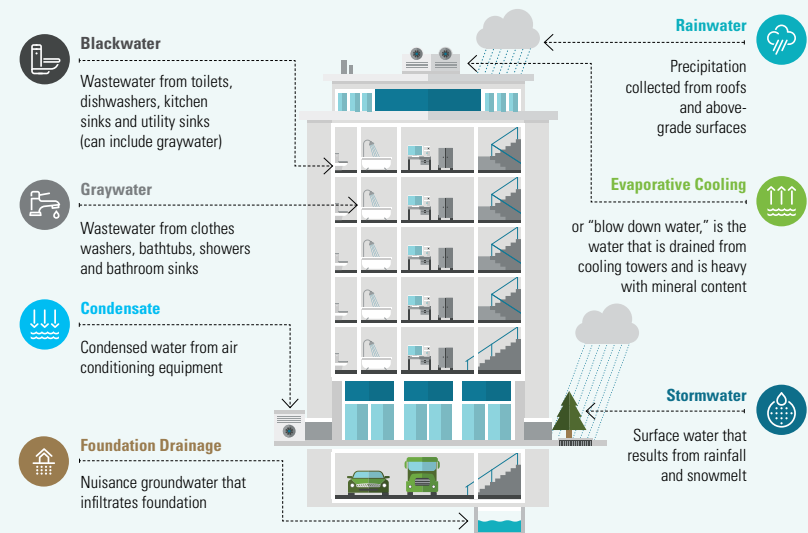 Blackwater
Wastewater from toilets,
dishwashers, kitchen
sinks and utility sinks
(can include graywater)
Graywater
Wastewater from clothes
washers, bathtubs, showers
and bathroom sinks
Condensate
Condensed water from air
conditioning equipment
Foundation Drainage
Nuisance groundwater that
infiltrates foundation
Rainwater
Precipitation
collected from roofs
and above-
grade surfaces
Evaporative Cooling
or “blow down water,” is the
water that is drained from
cooling towers and is heavy
with mineral content
Stormwater
Surface water that
results from rainfall
and snowmelt